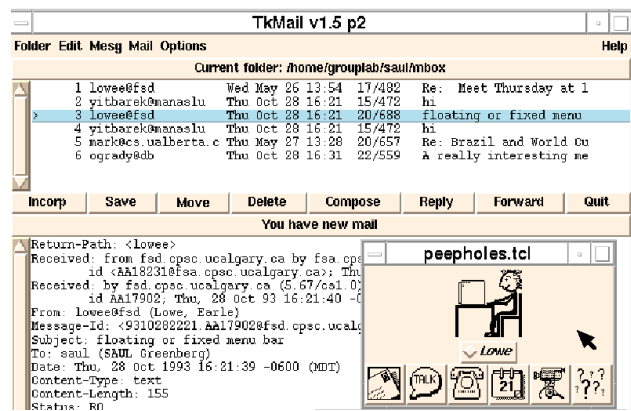 TkMail v1.5 p2
Folder Edit Mesg Mail Options Help
Current folder: /home/grouplab/saul/mbox
1 lowee@fsd Wed May 26 13:54 17/482 Re: Meet Thursday at 1
2 yitbarek@manaslu Thu Oct 28 16:21 15/472 hi
> 3 lowee@fsd Thu Oct 28 16:21 20/688 floating or fixed menu
4 yitbarek@manaslu Thu Oct 28 16:21 15/472 hi
5 mark@cs.ualberta.c Thu May 27 13:28 20/657 Re: Brazil and World Cu
6 ogrady@db Thu Oct 28 16:31 22/559 A really interesting me
Incorp Save Move Delete Compose Reply Forward Quit
You have new mail
Return-Path: <lowee>
Received: from fsd.cpsc.ucalgary.ca by fsa.cps
id <AA18231@fsa.cpsc.ucalgary.ca>; Thu
Received: by fsd.cpsc.ucalgary.ca (5.67/cs1.0)
id AA17902; Thu, 28 Oct 93 16:21:40 -0
From: lowee@fsd (Lowe, Earle)
Message-Id: <9310282221.AA17902@fsd.cpsc.ucalg
Subject: floating or fixed menu bar
To: saul (SAUL Greenberg)
Date: Thu, 28 Oct 1993 16:21:39 -0600 (MDT)
Content-Type: text
Content-Length: 155
Status: RO
peepholes.tcl
Lowe
TALK
21
? ? ?
??